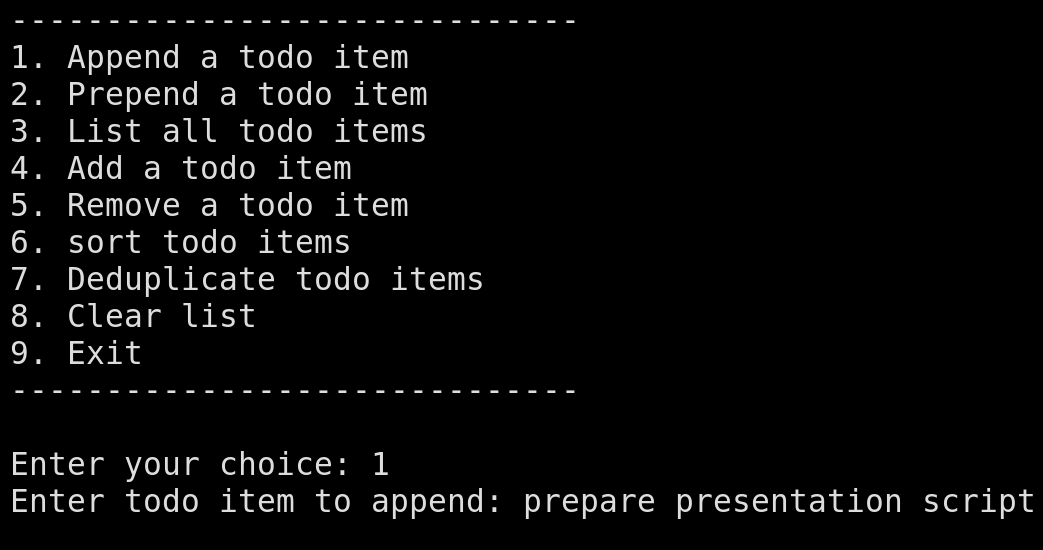 ------------------------------
1. Append a todo item
2. Prepend a todo item
3. List all todo items
4. Add a todo item
5. Remove a todo item
6. sort todo items
7. Deduplicate todo items
8. Clear list
9. Exit
------------------------------
Enter your choice: 1
Enter todo item to append: prepare presentation script